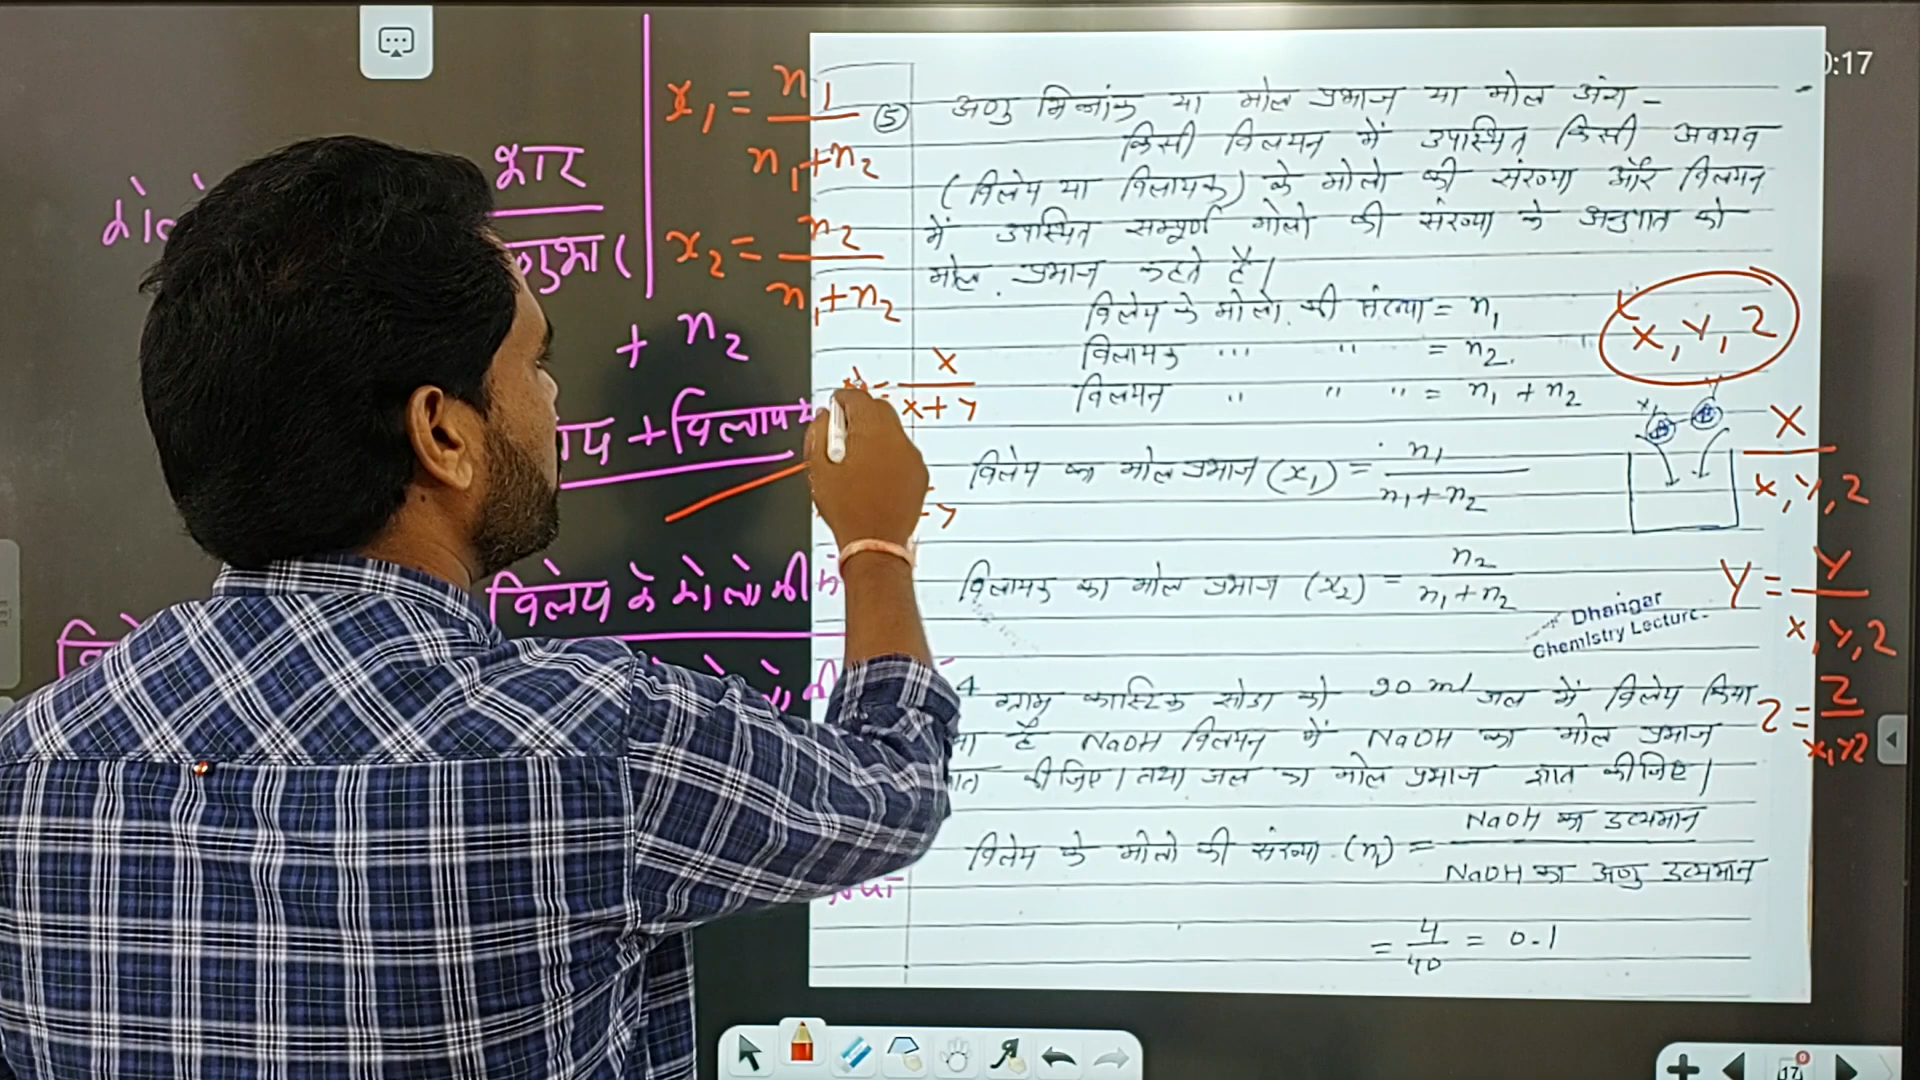 भार
+ n2
विलेय के मोलो की
x1 = n1
n1+n2
x2 = n2
n1+n2
x
x+y
0:17
⑤ अणु भिन्नांक या मोल प्रभाज या मोल अंश -
किसी विलयन में उपस्थित किसी अवयव
(विलेय या विलायक) के मोलो की संख्या और विलयन
में उपस्थित सम्पूर्ण मोलो की संख्या के अनुपात को
मोल प्रभाज कहते है।
विलेय के मोलो की संख्या = n1
विलायक ,,, ,, = n2.
विलयन ,, ,, ,, = n1 + n2
विलेय का मोल प्रभाज (x1) = n1
n1+n2
विलायक का मोल प्रभाज (x2) = n2
n1+n2
Dhangar
Chemistry Lecture.
4 ग्राम कास्टिक सोडा को 90 ml जल में विलेय किया
है NaOH विलयन में NaOH का मोल प्रभाज
कीजिए। तथा जल का मोल प्रभाज ज्ञात कीजिए।
विलेय के मोलो की संख्या (n1) = NaOH का द्रव्यमान
NaOH का अणु द्रव्यमान
= 4/40 = 0.1
x, y, z
x
x, y, z
y = y
x, y, z
z = z
x, y, z
17